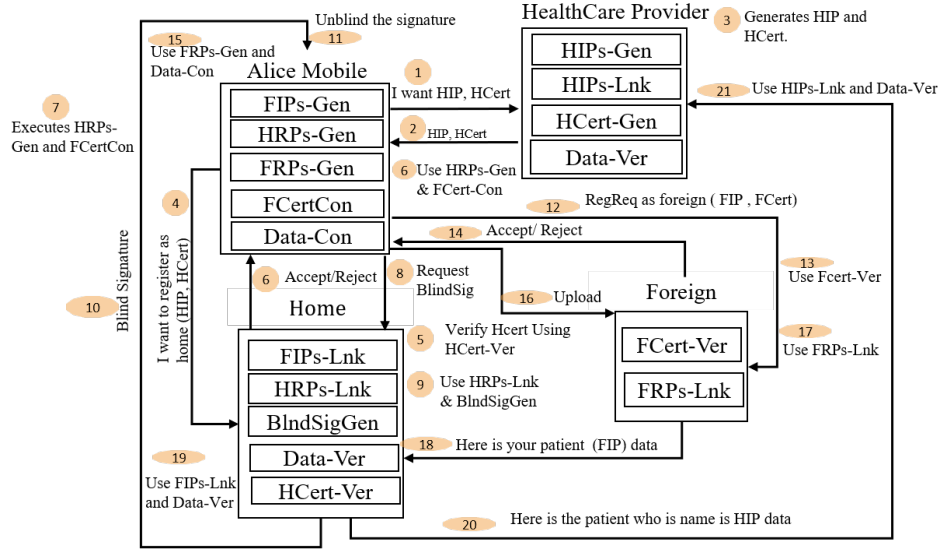 Unblind the signature
HealthCare Provider
3
Generates HIP and
HCert.
15
11
Use FRPs-Gen and
Data-Con
Alice Mobile
HIPs-Gen
HIPs-Lnk
HCert-Gen
Data-Ver
1
I want HIP, HCert
2
HIP, HCert
21
Use HIPs-Lnk and Data-Ver
7
Executes HRPs-
Gen and FCertCon
FIPs-Gen
HRPs-Gen
FRPs-Gen
FCertCon
Data-Con
6
Use HRPs-Gen
& FCert-Con
4
I want to register as
home (HIP, HCert)
12
RegReq as foreign ( FIP , FCert)
14
Accept/ Reject
13
Use Fcert-Ver
10
Blind Signature
6
Accept/Reject
8
Request
BlindSig
16
Upload
Home
Foreign
5
Verify Hcert Using
HCert-Ver
17
Use FRPs-Lnk
FCert-Ver
FRPs-Lnk
FIPs-Lnk
HRPs-Lnk
BlndSigGen
Data-Ver
HCert-Ver
9
Use HRPs-Lnk
& BlndSigGen
18
Here is your patient (FIP) data
19
Use FIPs-Lnk
and Data-Ver
20
Here is the patient who is name is HIP data